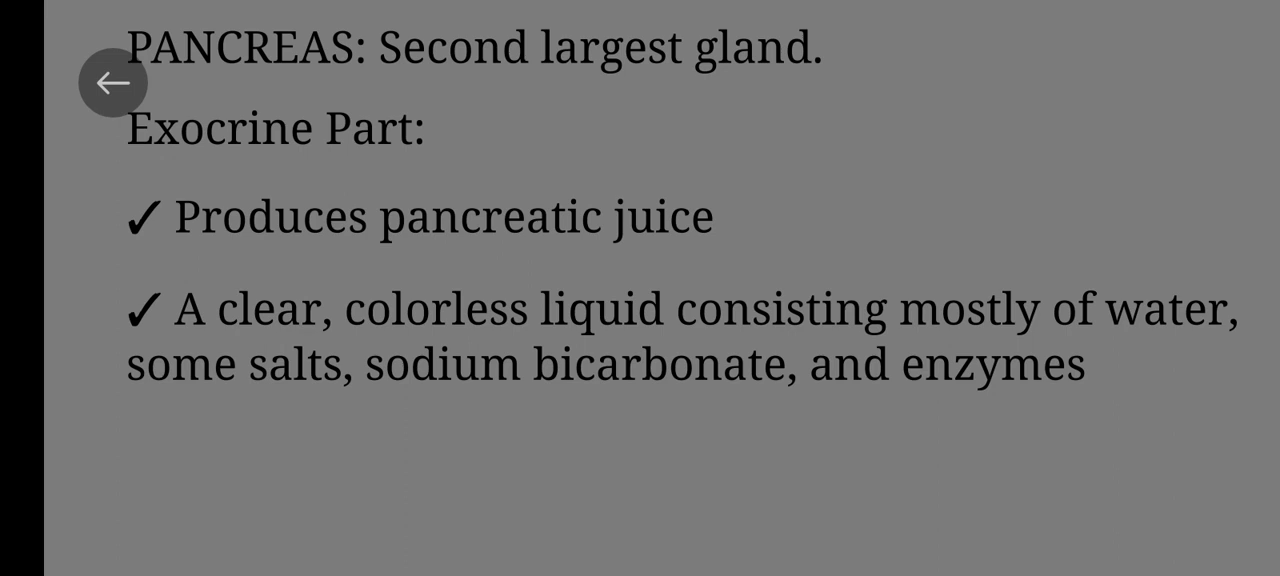 PANCREAS: Second largest gland.
Exocrine Part:
✓ Produces pancreatic juice
✓ A clear, colorless liquid consisting mostly of water,
some salts, sodium bicarbonate, and enzymes